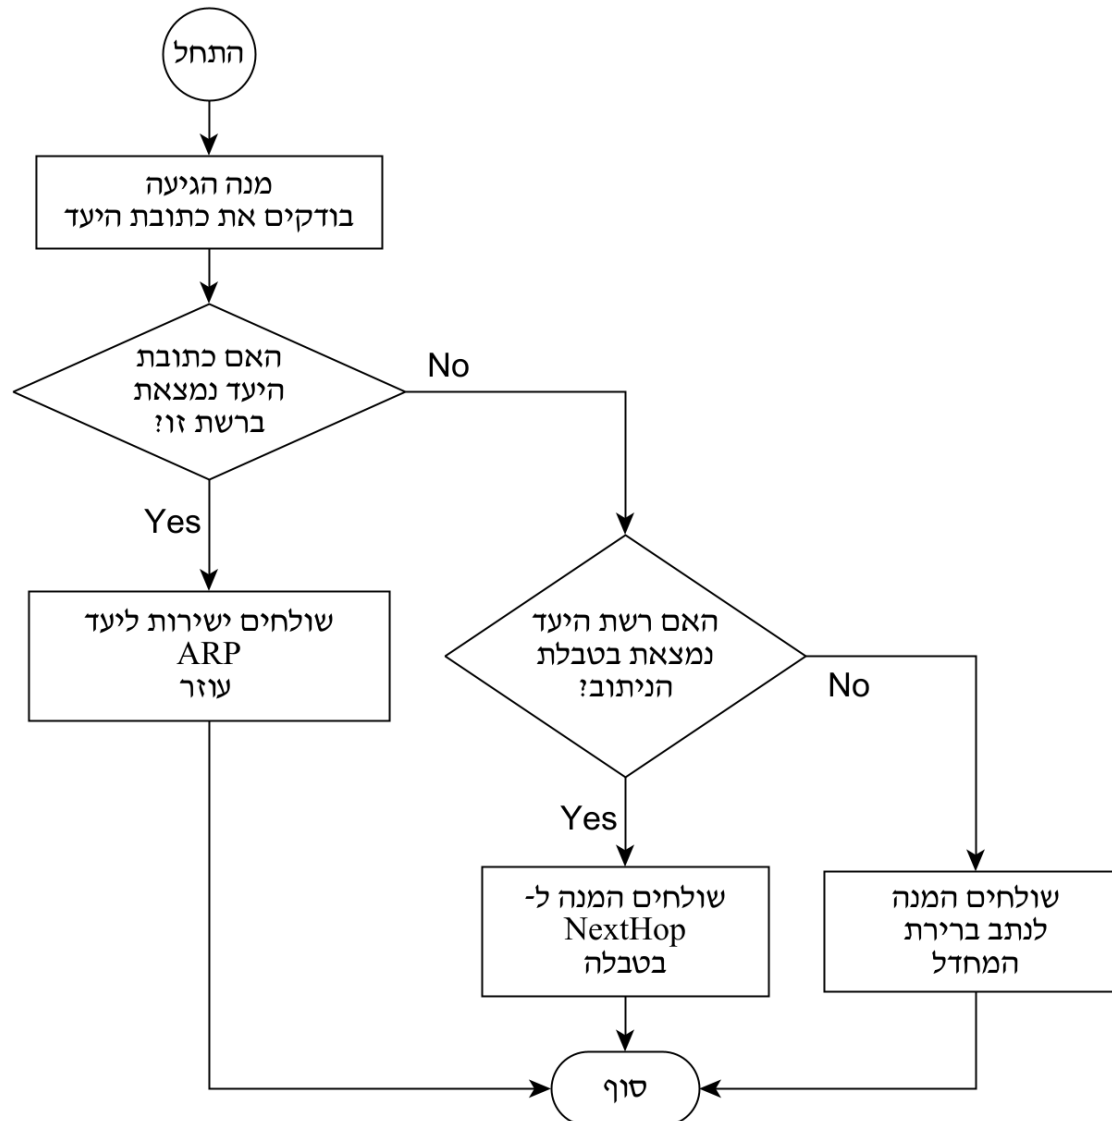 התחל
מנה הגיעה
בודקים את כתובת היעד
האם כתובת
היעד נמצאת
ברשת זו?
No
Yes
שולחים ישירות ליעד
ARP
עוזר
האם רשת היעד
נמצאת בטבלת
הניתוב?
No
Yes
שולחים המנה ל-
NextHop
בטבלה
שולחים המנה
לנתב ברירת
המחדל
סוף